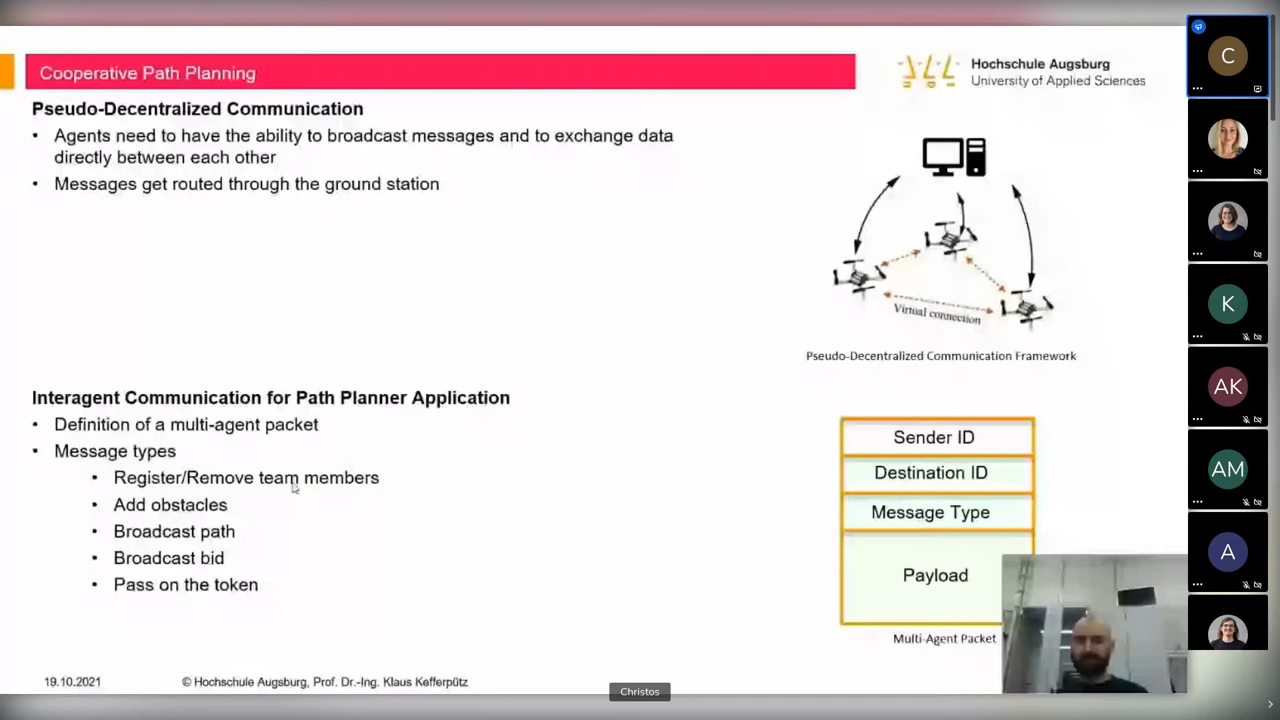 Cooperative Path Planning
Hochschule Augsburg
University of Applied Sciences
Pseudo-Decentralized Communication
• Agents need to have the ability to broadcast messages and to exchange data
directly between each other
• Messages get routed through the ground station
Virtual connection
Pseudo-Decentralized Communication Framework
Interagent Communication for Path Planner Application
• Definition of a multi-agent packet
• Message types
• Register/Remove team members
• Add obstacles
• Broadcast path
• Broadcast bid
• Pass on the token
Sender ID
Destination ID
Message Type
Payload
Multi-Agent Packet
19.10.2021
© Hochschule Augsburg, Prof. Dr.-Ing. Klaus Kefferpütz
Christos
C
K
AK
AM
A